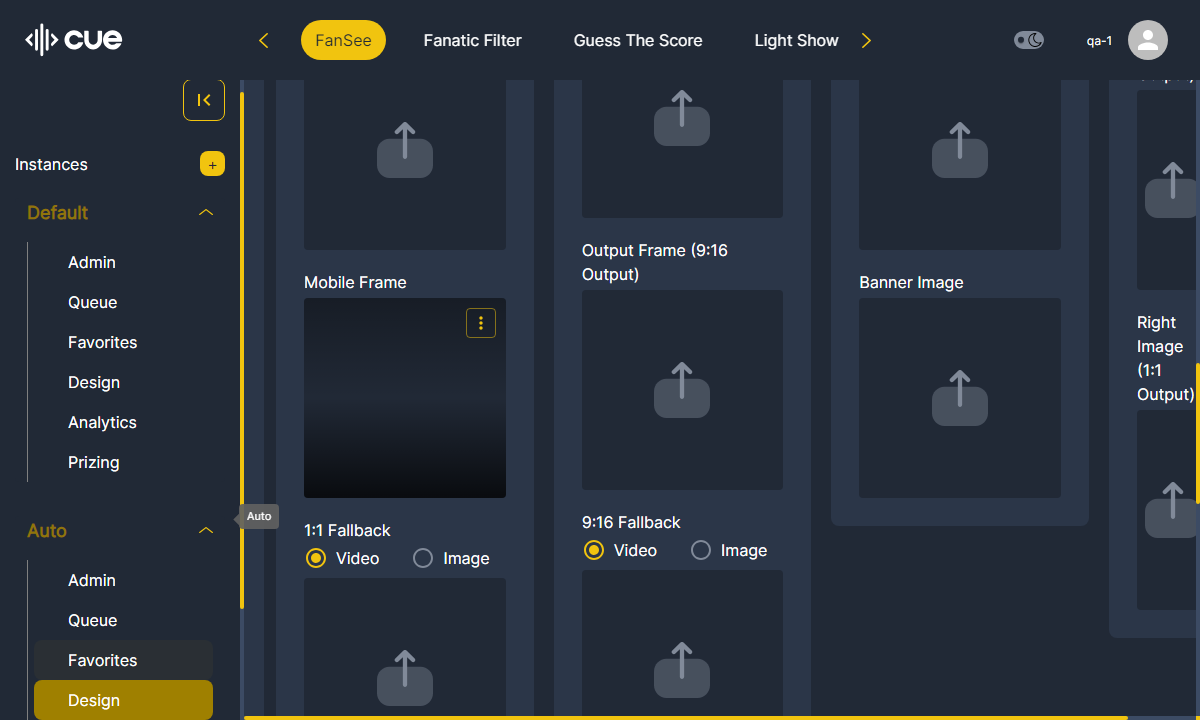 cue
FanSee
Fanatic Filter
Guess The Score
Light Show
qa-1
Instances
+
Default
Admin
Queue
Favorites
Design
Analytics
Prizing
Auto
Admin
Queue
Favorites
Design
Auto
Mobile Frame
1:1 Fallback
Video
Image
Output Frame (9:16
Output)
9:16 Fallback
Video
Image
Banner Image
Output)
Right
Image
(1:1
Output)